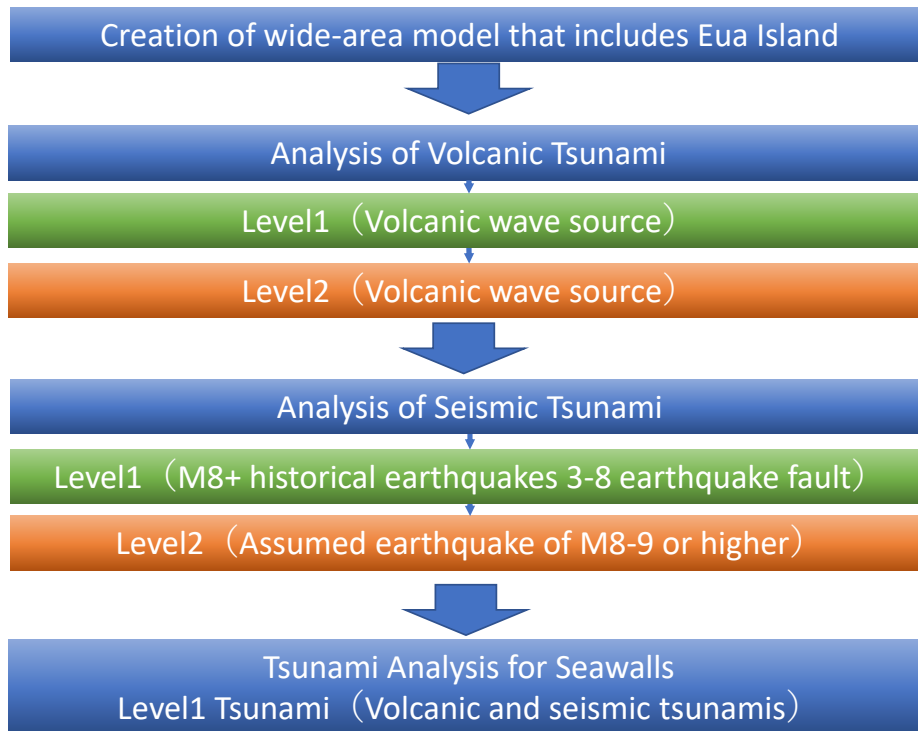 Creation of wide-area model that includes Eua Island
Analysis of Volcanic Tsunami
Level1（Volcanic wave source）
Level2（Volcanic wave source）
Analysis of Seismic Tsunami
Level1（M8+ historical earthquakes 3-8 earthquake fault）
Level2（Assumed earthquake of M8-9 or higher）
Tsunami Analysis for Seawalls
Level1 Tsunami（Volcanic and seismic tsunamis）